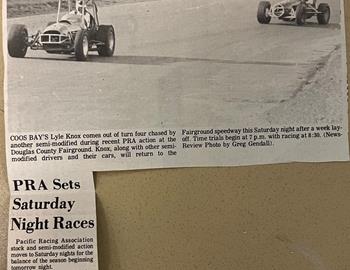 COOS BAY'S Lyle Knox comes out of turn four chased by
another semi-modified during recent PRA action at the
Douglas County Fairground. Knox, along with other semi-
modified drivers and their cars, will return to the
Fairground speedway this Saturday night after a week lay-
off. Time trials begin at 7 p.m. with racing at 8:30. (News-
Review Photo by Greg Gendall).
PRA Sets
Saturday
Night Races
Pacific Racing Association
stock and semi-modified action
moves to Saturday nights for the
balance of the season beginning
tomorrow night.